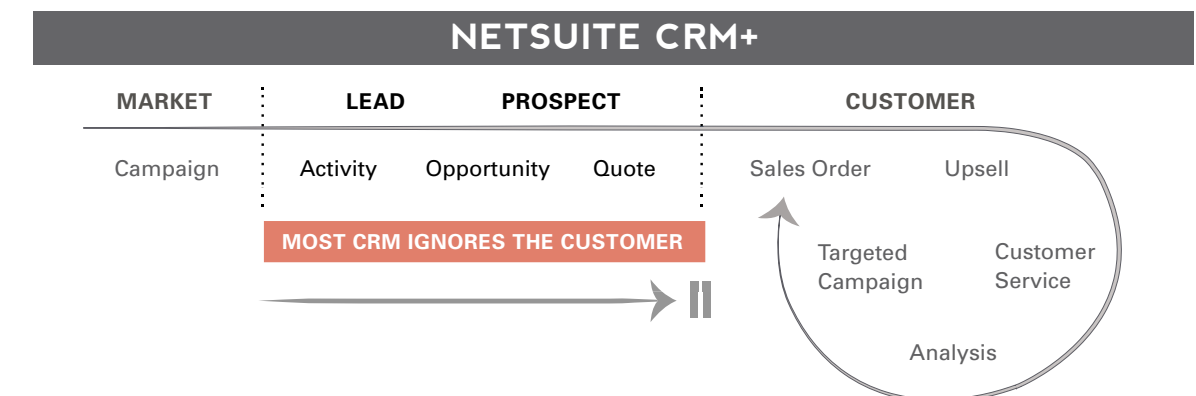 NETSUITE CRM+
MARKET LEAD PROSPECT CUSTOMER
Campaign Activity Opportunity Quote Sales Order Upsell
MOST CRM IGNORES THE CUSTOMER
Targeted Campaign
Customer Service
Analysis